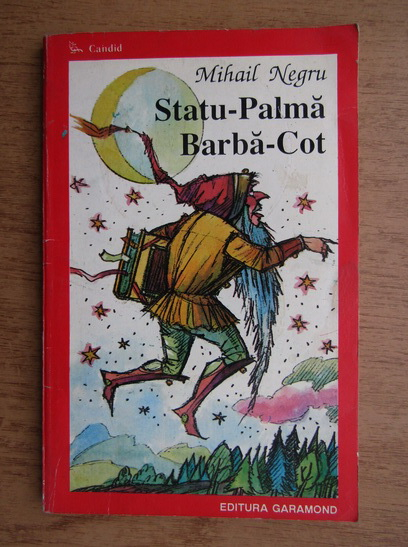 Candid
Mihail Negru
Statu-Palmă
Barbă-Cot
EDITURA GARAMOND